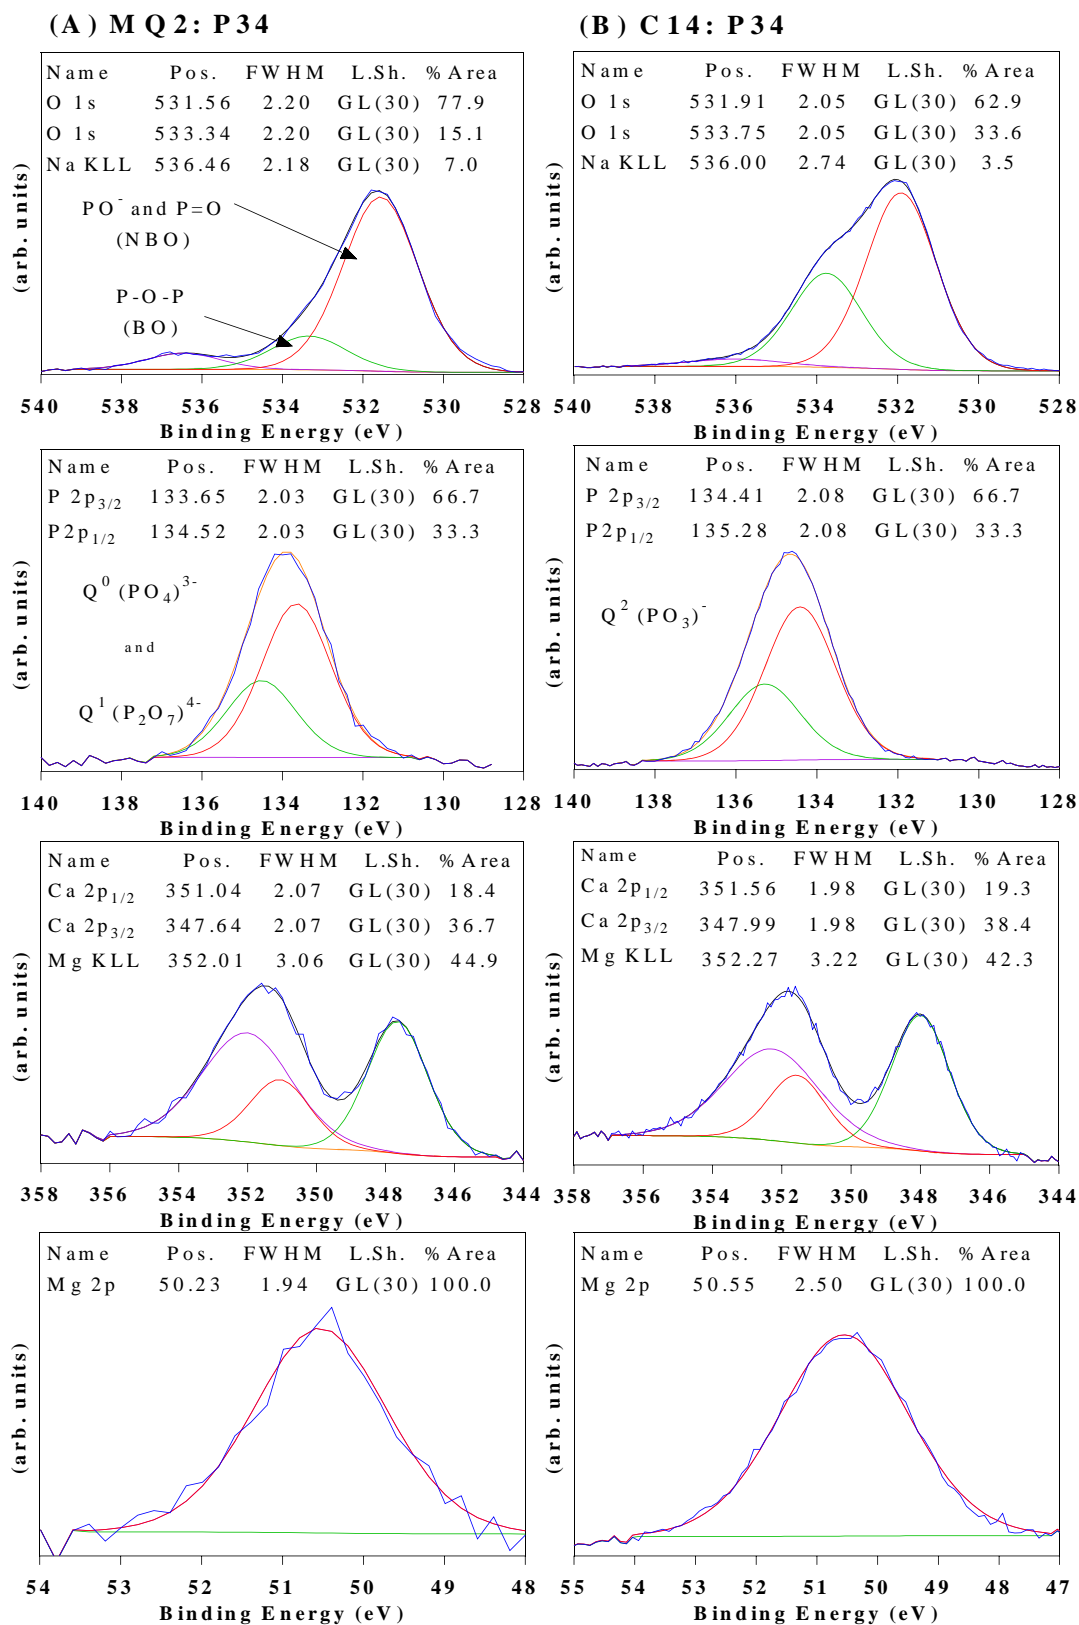 (A) MQ2: P34
Name Pos. FWHM L.Sh. % Area
O 1s 531.56 2.20 GL(30) 77.9
O 1s 533.34 2.20 GL(30) 15.1
Na KLL 536.46 2.18 GL(30) 7.0
PO⁻ and P=O
(NBO)
P-O-P
(BO)
(arb. units)
540 538 536 534 532 530 528
Binding Energy (eV)
(B) C14: P34
Name Pos. FWHM L.Sh. % Area
O 1s 531.91 2.05 GL(30) 62.9
O 1s 533.75 2.05 GL(30) 33.6
Na KLL 536.00 2.74 GL(30) 3.5
(arb. units)
540 538 536 534 532 530 528
Binding Energy (eV)
Name Pos. FWHM L.Sh. % Area
P 2p3/2 133.65 2.03 GL(30) 66.7
P2p1/2 134.52 2.03 GL(30) 33.3
Q⁰ (PO₄)³⁻
and
Q¹ (P₂O₇)⁴⁻
(arb. units)
140 138 136 134 132 130 128
Binding Energy (eV)
Name Pos. FWHM L.Sh. % Area
P 2p3/2 134.41 2.08 GL(30) 66.7
P2p1/2 135.28 2.08 GL(30) 33.3
Q² (PO₃)⁻
(arb. units)
140 138 136 134 132 130 128
Binding Energy (eV)
Name Pos. FWHM L.Sh. % Area
Ca 2p1/2 351.04 2.07 GL(30) 18.4
Ca 2p3/2 347.64 2.07 GL(30) 36.7
Mg KLL 352.01 3.06 GL(30) 44.9
(arb. units)
358 356 354 352 350 348 346 344
Binding Energy (eV)
Name Pos. FWHM L.Sh. % Area
Ca 2p1/2 351.56 1.98 GL(30) 19.3
Ca 2p3/2 347.99 1.98 GL(30) 38.4
Mg KLL 352.27 3.22 GL(30) 42.3
(arb. units)
358 356 354 352 350 348 346 344
Binding Energy (eV)
Name Pos. FWHM L.Sh. % Area
Mg 2p 50.23 1.94 GL(30) 100.0
(arb. units)
54 53 52 51 50 49 48
Binding Energy (eV)
Name Pos. FWHM L.Sh. % Area
Mg 2p 50.55 2.50 GL(30) 100.0
(arb. units)
55 54 53 52 51 50 49 48 47
Binding Energy (eV)